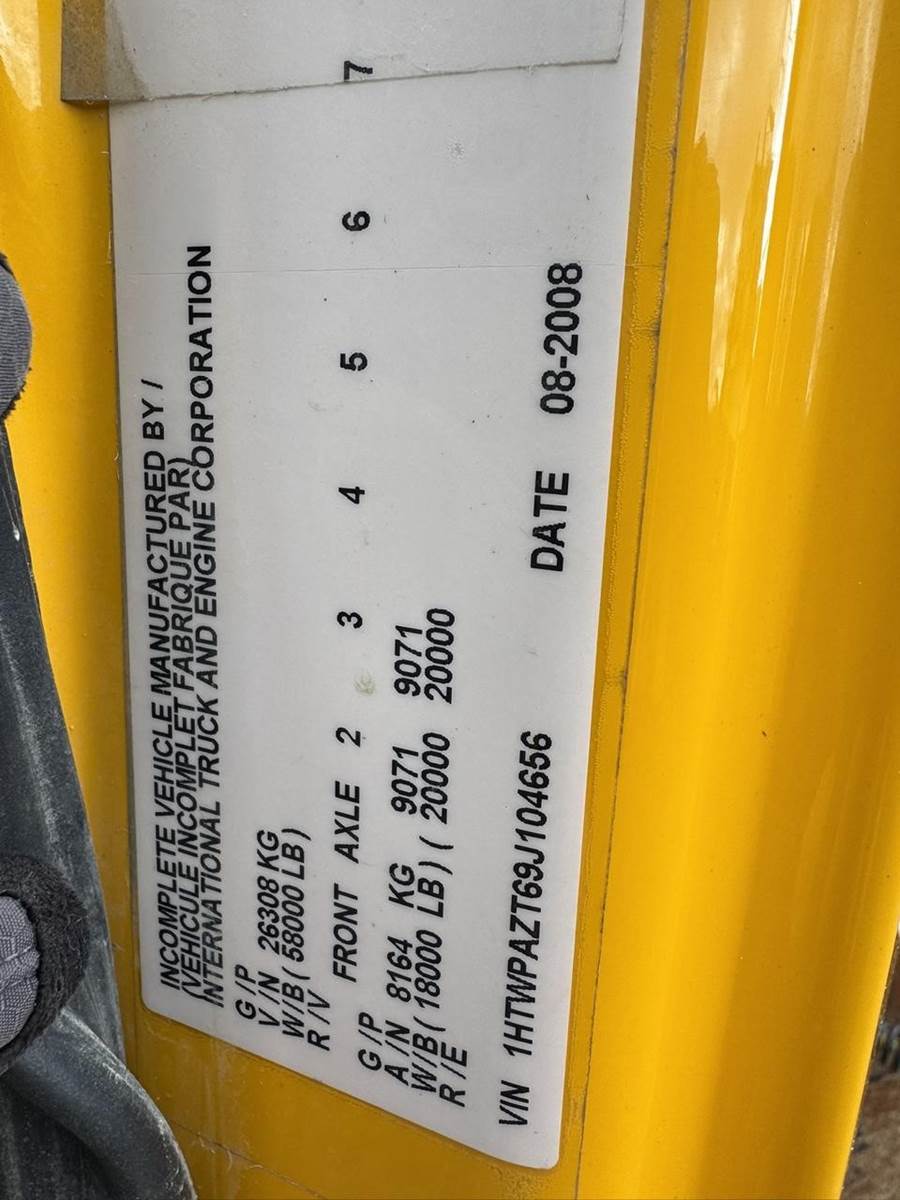 INCOMPLETE VEHICLE MANUFACTURED BY /
(VEHICULE INCOMPLET FABRIQUE PAR)
INTERNATIONAL TRUCK AND ENGINE CORPORATION
G /P
V /N 26308 KG
W/B ( 58000 LB )
R /V
FRONT AXLE 2 3 4 5 6 7
G /P
A /N 8164 KG 9071 9071
W/B ( 18000 LB ) ( 20000 20000
R /E
VIN 1HTWPAZT69J104656 DATE 08-2008